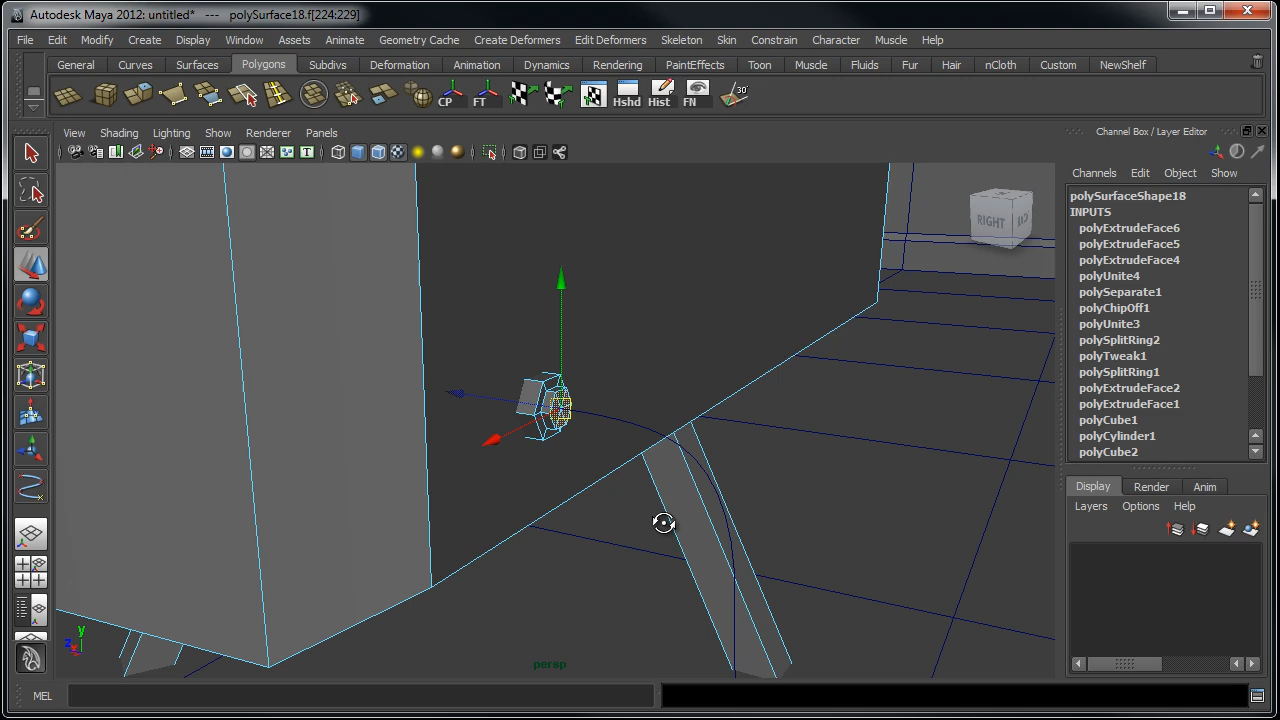 Autodesk Maya 2012: untitled* --- polySurface18.f[224:229]
File Edit Modify Create Display Window Assets Animate Geometry Cache Create Deformers Edit Deformers Skeleton Skin Constrain Character Muscle Help
General Curves Surfaces Polygons Subdivs Deformation Animation Dynamics Rendering PaintEffects Toon Muscle Fluids Fur Hair nCloth Custom NewShelf
CP FT Hshd Hist FN 30°
View Shading Lighting Show Renderer Panels
Channel Box / Layer Editor
Channels Edit Object Show
polySurfaceShape18
INPUTS
polyExtrudeFace6
polyExtrudeFace5
polyExtrudeFace4
polyUnite4
polySeparate1
polyChipOff1
polyUnite3
polySplitRing2
polyTweak1
polySplitRing1
polyExtrudeFace2
polyExtrudeFace1
polyCube1
polyCylinder1
polyCube2
RIGHT
Display Render Anim
Layers Options Help
y
z
persp
MEL